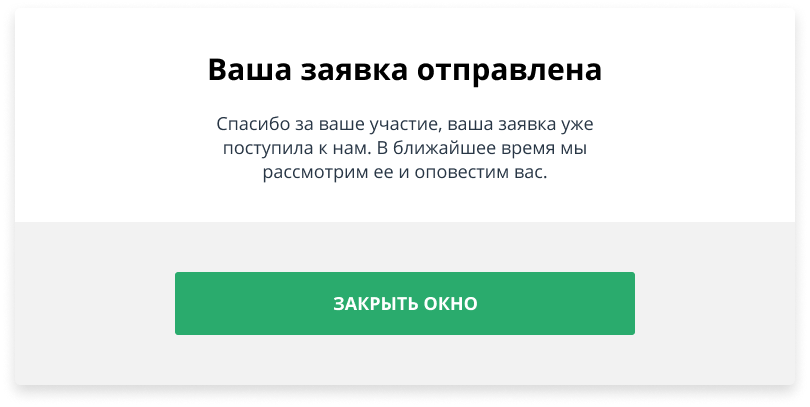 Ваша заявка отправлена
Спасибо за ваше участие, ваша заявка уже
поступила к нам. В ближайшее время мы
рассмотрим ее и оповестим вас.
ЗАКРЫТЬ ОКНО